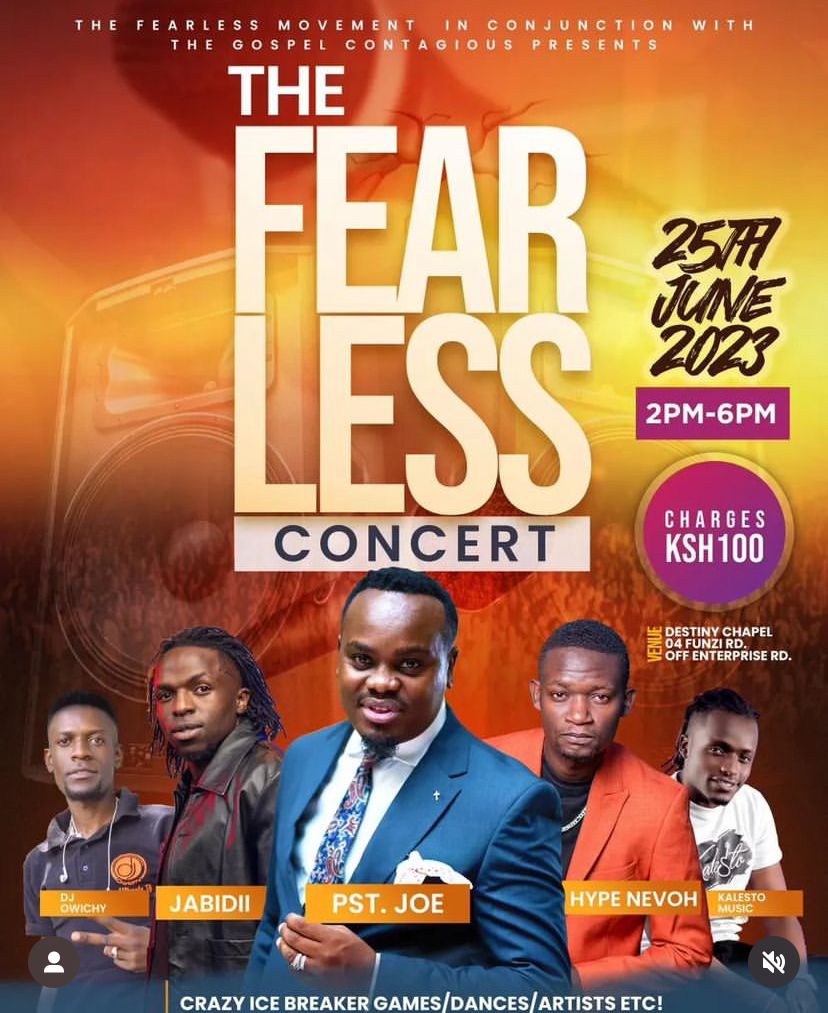 THE FEARLESS MOVEMENT IN CONJUNCTION WITH
THE GOSPEL CONTAGIOUS PRESENTS
THE
FEAR
LESS
CONCERT
25TH
JUNE
2023
2PM-6PM
CHARGES
KSH100
VENUE
DESTINY CHAPEL
04 FUNZI RD.
OFF ENTERPRISE RD.
DJ
OWICHY
JABIDII
PST. JOE
HYPE NEVOH
KALESTO
MUSIC
CRAZY ICE BREAKER GAMES/DANCES/ARTISTS ETC!